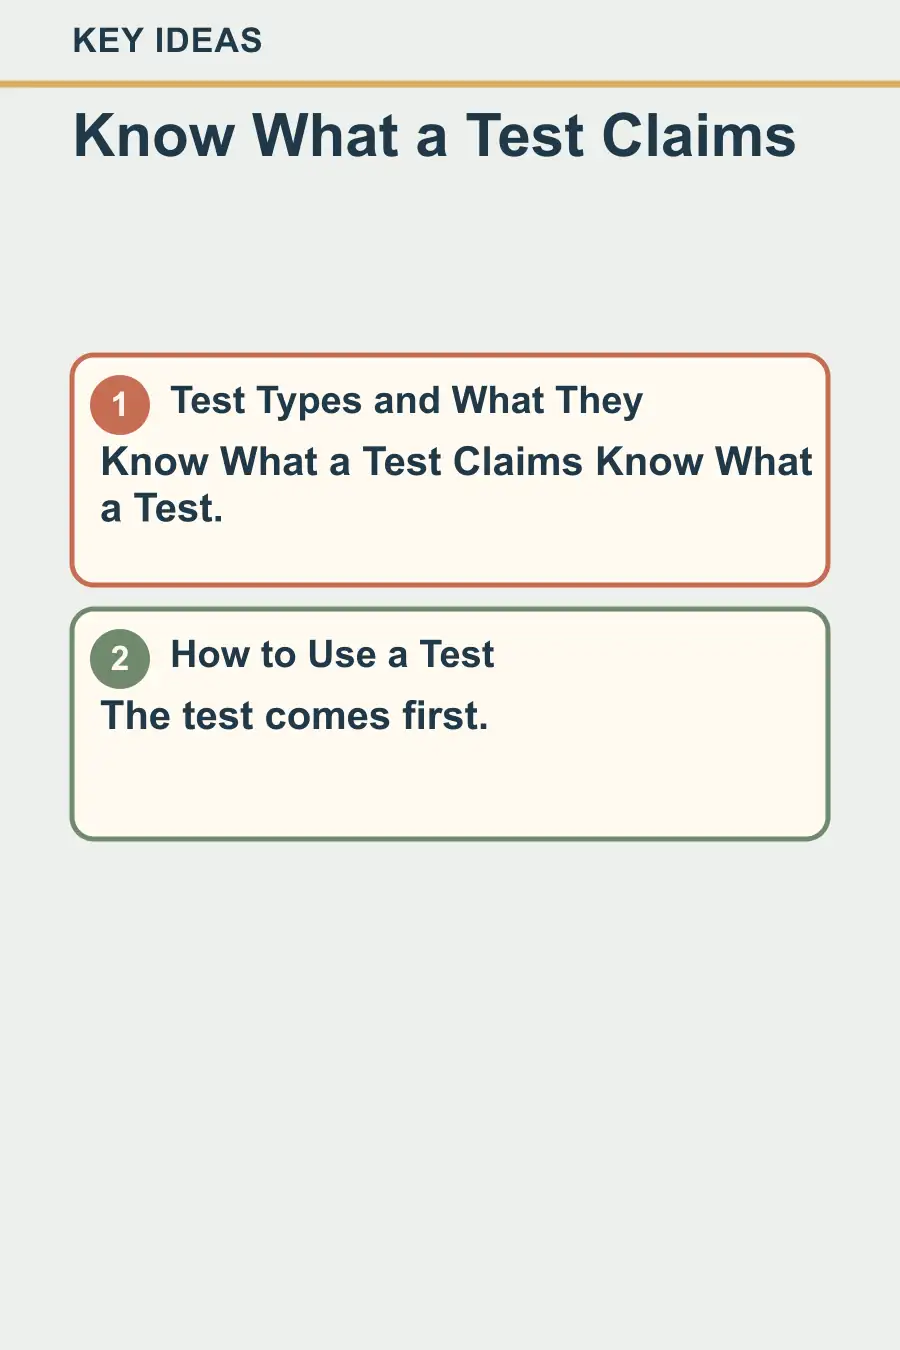 KEY IDEAS
Know What a Test Claims
1 Test Types and What They
Know What a Test Claims Know What
a Test.
2 How to Use a Test
The test comes first.